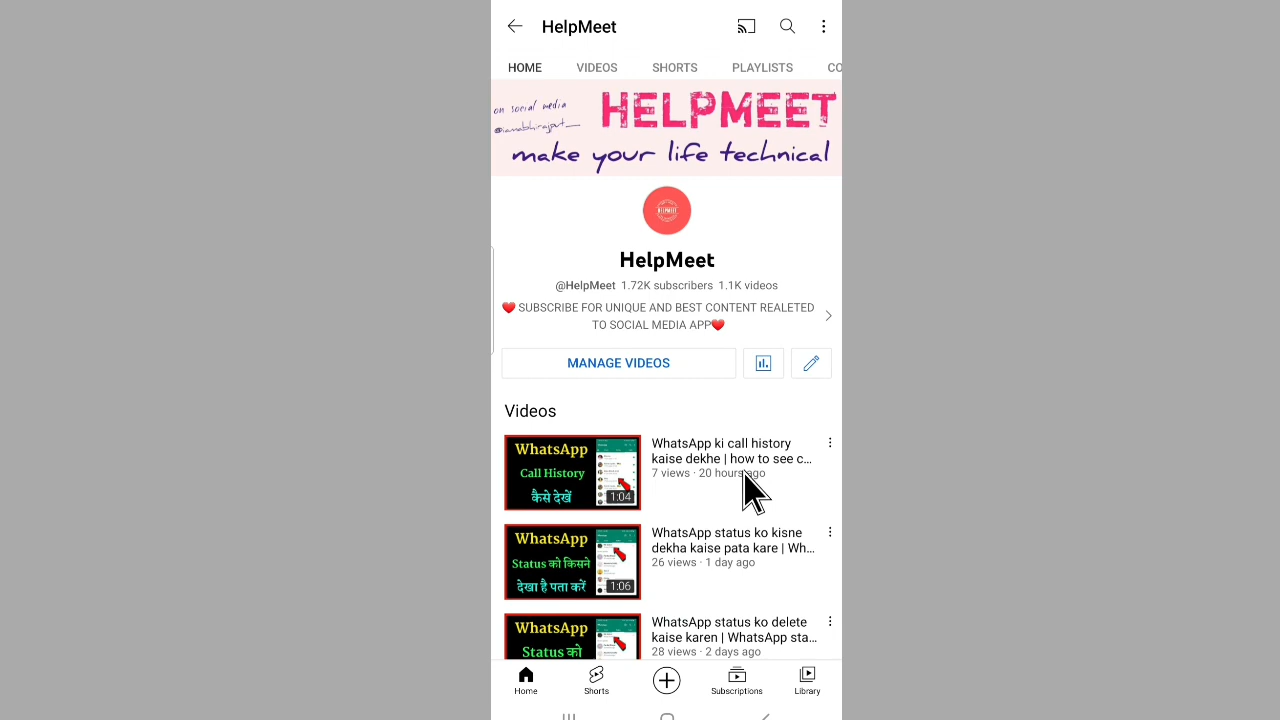 HelpMeet
HOME VIDEOS SHORTS PLAYLISTS CO
on social media
@iamabhirajput__
HELPMEET
make your life technical
HELPMEET
HelpMeet
@HelpMeet 1.72K subscribers 1.1K videos
❤️ SUBSCRIBE FOR UNIQUE AND BEST CONTENT REALETED
TO SOCIAL MEDIA APP❤️
MANAGE VIDEOS
Videos
WhatsApp
Call History
कैसे देखें
1:04
WhatsApp ki call history
kaise dekhe | how to see c...
7 views · 20 hours ago
WhatsApp
Status को किसने
देखा है पता करें
1:06
WhatsApp status ko kisne
dekha kaise pata kare | Wh...
26 views · 1 day ago
WhatsApp
Status को
WhatsApp status ko delete
kaise karen | WhatsApp sta...
28 views · 2 days ago
Home Shorts Subscriptions Library